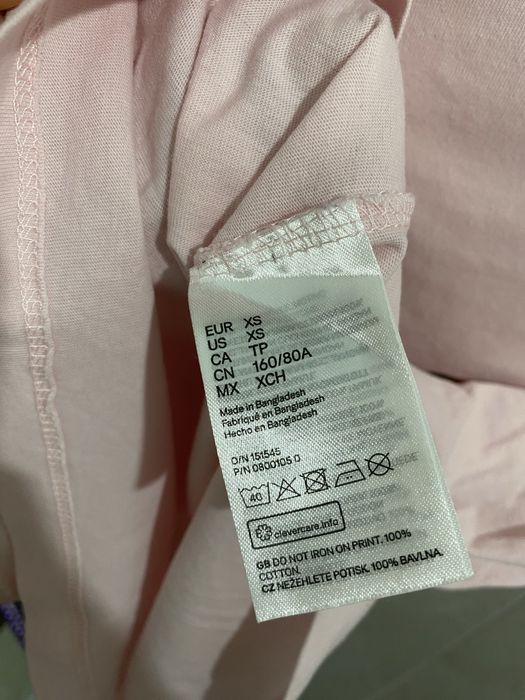 EUR XS
US XS
CA TP
CN 160/80A
MX XCH
Made in Bangladesh
Fabriqué en Bangladesh
Hecho en Bangladesh
O/N 151545
P/N 0800105
40
clevercare.info
GB DO NOT IRON ON PRINT. 100%
COTTON.
CZ NEŽEHLETE POTISK. 100% BAVLNA.